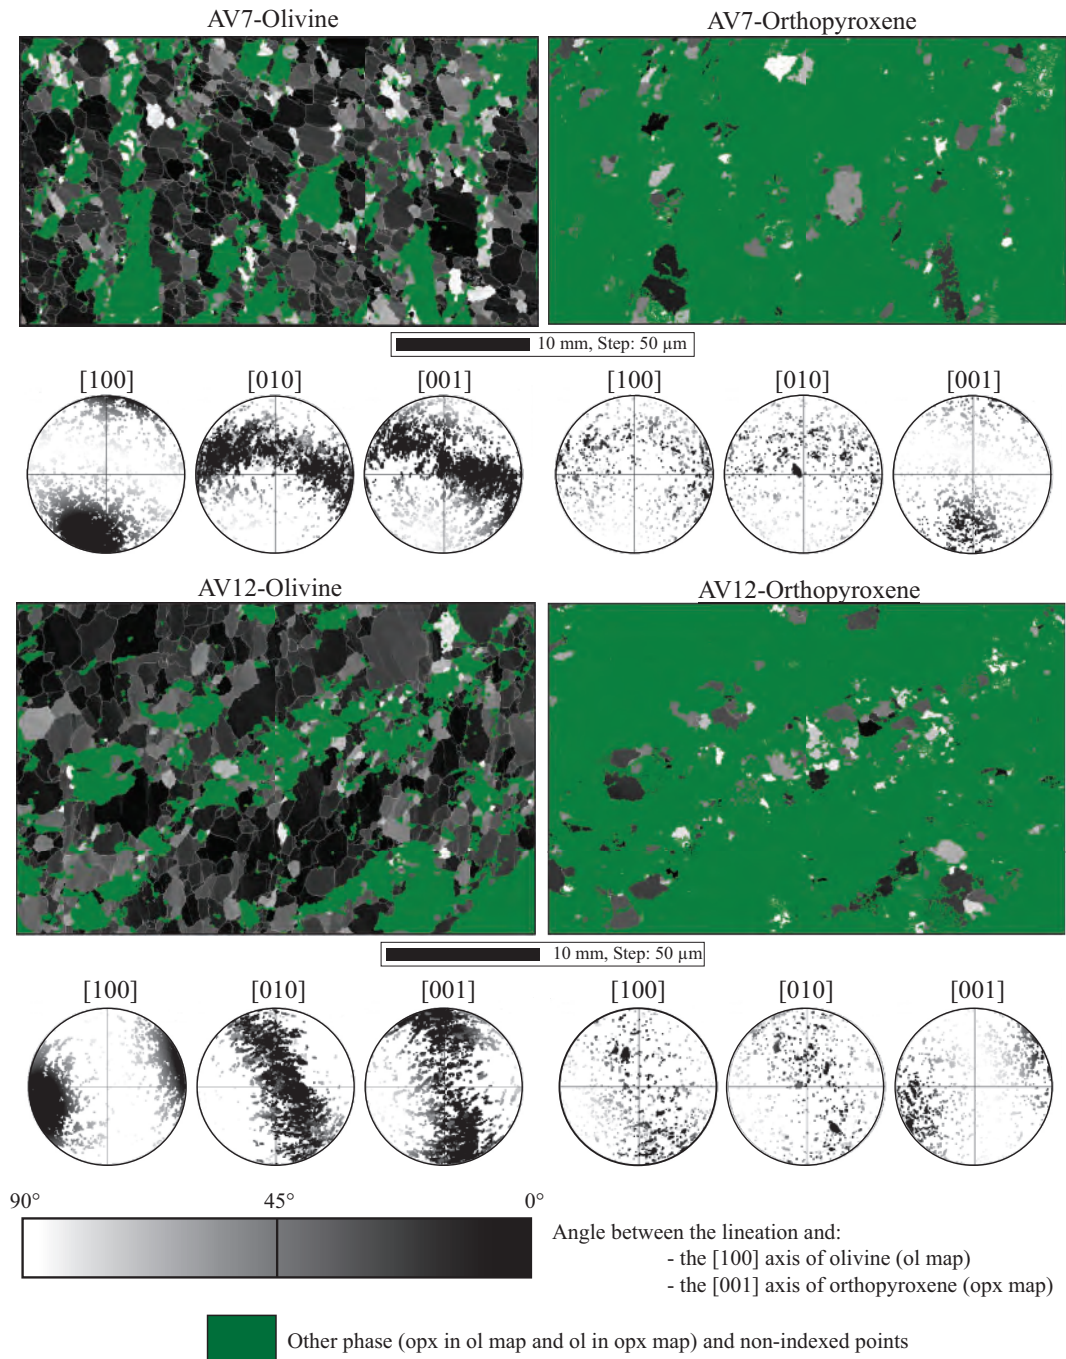 AV7-Olivine
AV7-Orthopyroxene
10 mm, Step: 50 µm
[100] [010] [001] [100] [010] [001]
AV12-Olivine
AV12-Orthopyroxene
10 mm, Step: 50 µm
[100] [010] [001] [100] [010] [001]
90° 45° 0°
Angle between the lineation and:
- the [100] axis of olivine (ol map)
- the [001] axis of orthopyroxene (opx map)
Other phase (opx in ol map and ol in opx map) and non-indexed points